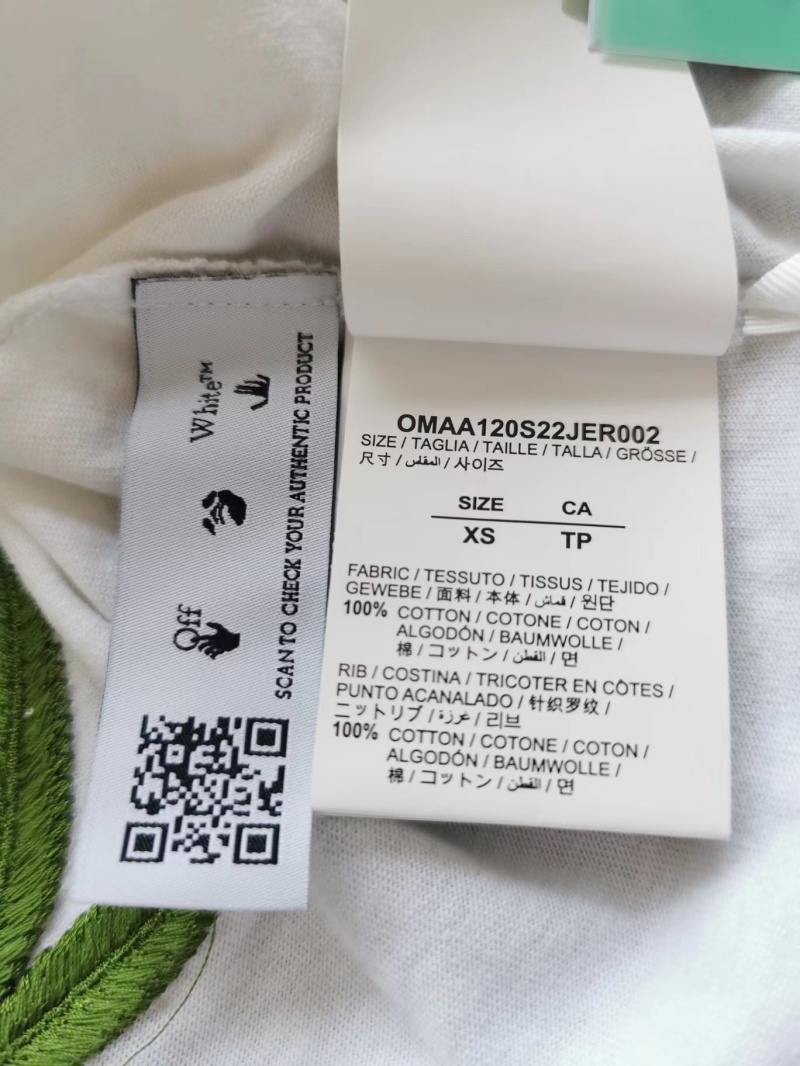 White™
Off
SCAN TO CHECK YOUR AUTHENTIC PRODUCT
OMAA120S22JER002
SIZE / TAGLIA / TAILLE / TALLA / GRÖSSE /
尺寸 / المقاس / 사이즈
SIZE CA
XS TP
FABRIC / TESSUTO / TISSUS / TEJIDO /
GEWEBE / 面料 / 本体 / قماش / 원단
100% COTTON / COTONE / COTON /
ALGODÓN / BAUMWOLLE /
棉 / コットン / القطن / 면
RIB / COSTINA / TRICOTER EN CÔTES /
PUNTO ACANALADO / 针织罗纹 /
ニットリブ / غرزة / 리브
100% COTTON / COTONE / COTON /
ALGODÓN / BAUMWOLLE /
棉 / コットン / القطن / 면